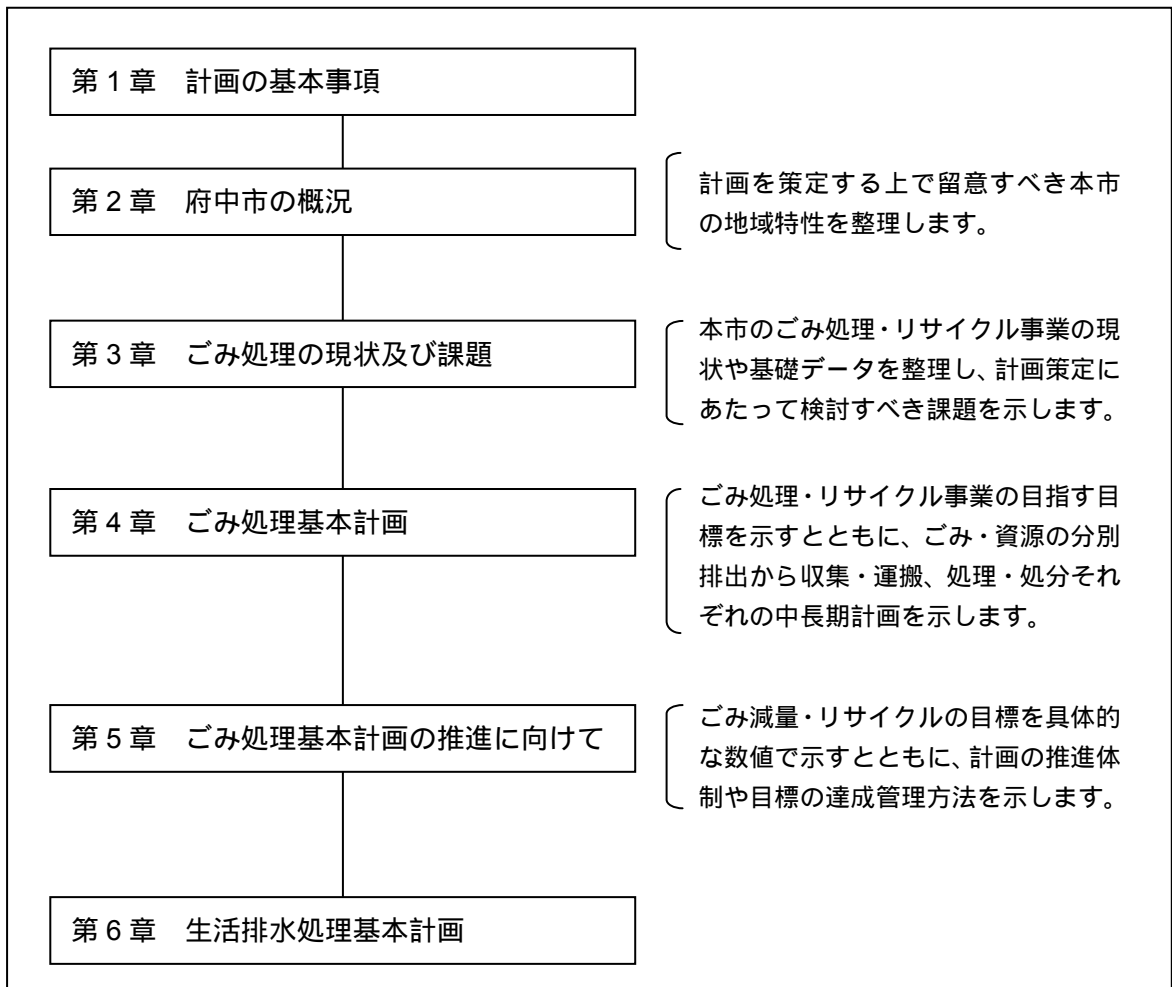 第1章 計画の基本事項
第2章 府中市の概況
計画を策定する上で留意すべき本市
の地域特性を整理します。
第3章 ごみ処理の現状及び課題
本市のごみ処理・リサイクル事業の現
状や基礎データを整理し、計画策定に
あたって検討すべき課題を示します。
第4章 ごみ処理基本計画
ごみ処理・リサイクル事業の目指す目
標を示すとともに、ごみ・資源の分別
排出から収集・運搬、処理・処分それ
ぞれの中長期計画を示します。
第5章 ごみ処理基本計画の推進に向けて
ごみ減量・リサイクルの目標を具体的
な数値で示すとともに、計画の推進体
制や目標の達成管理方法を示します。
第6章 生活排水処理基本計画